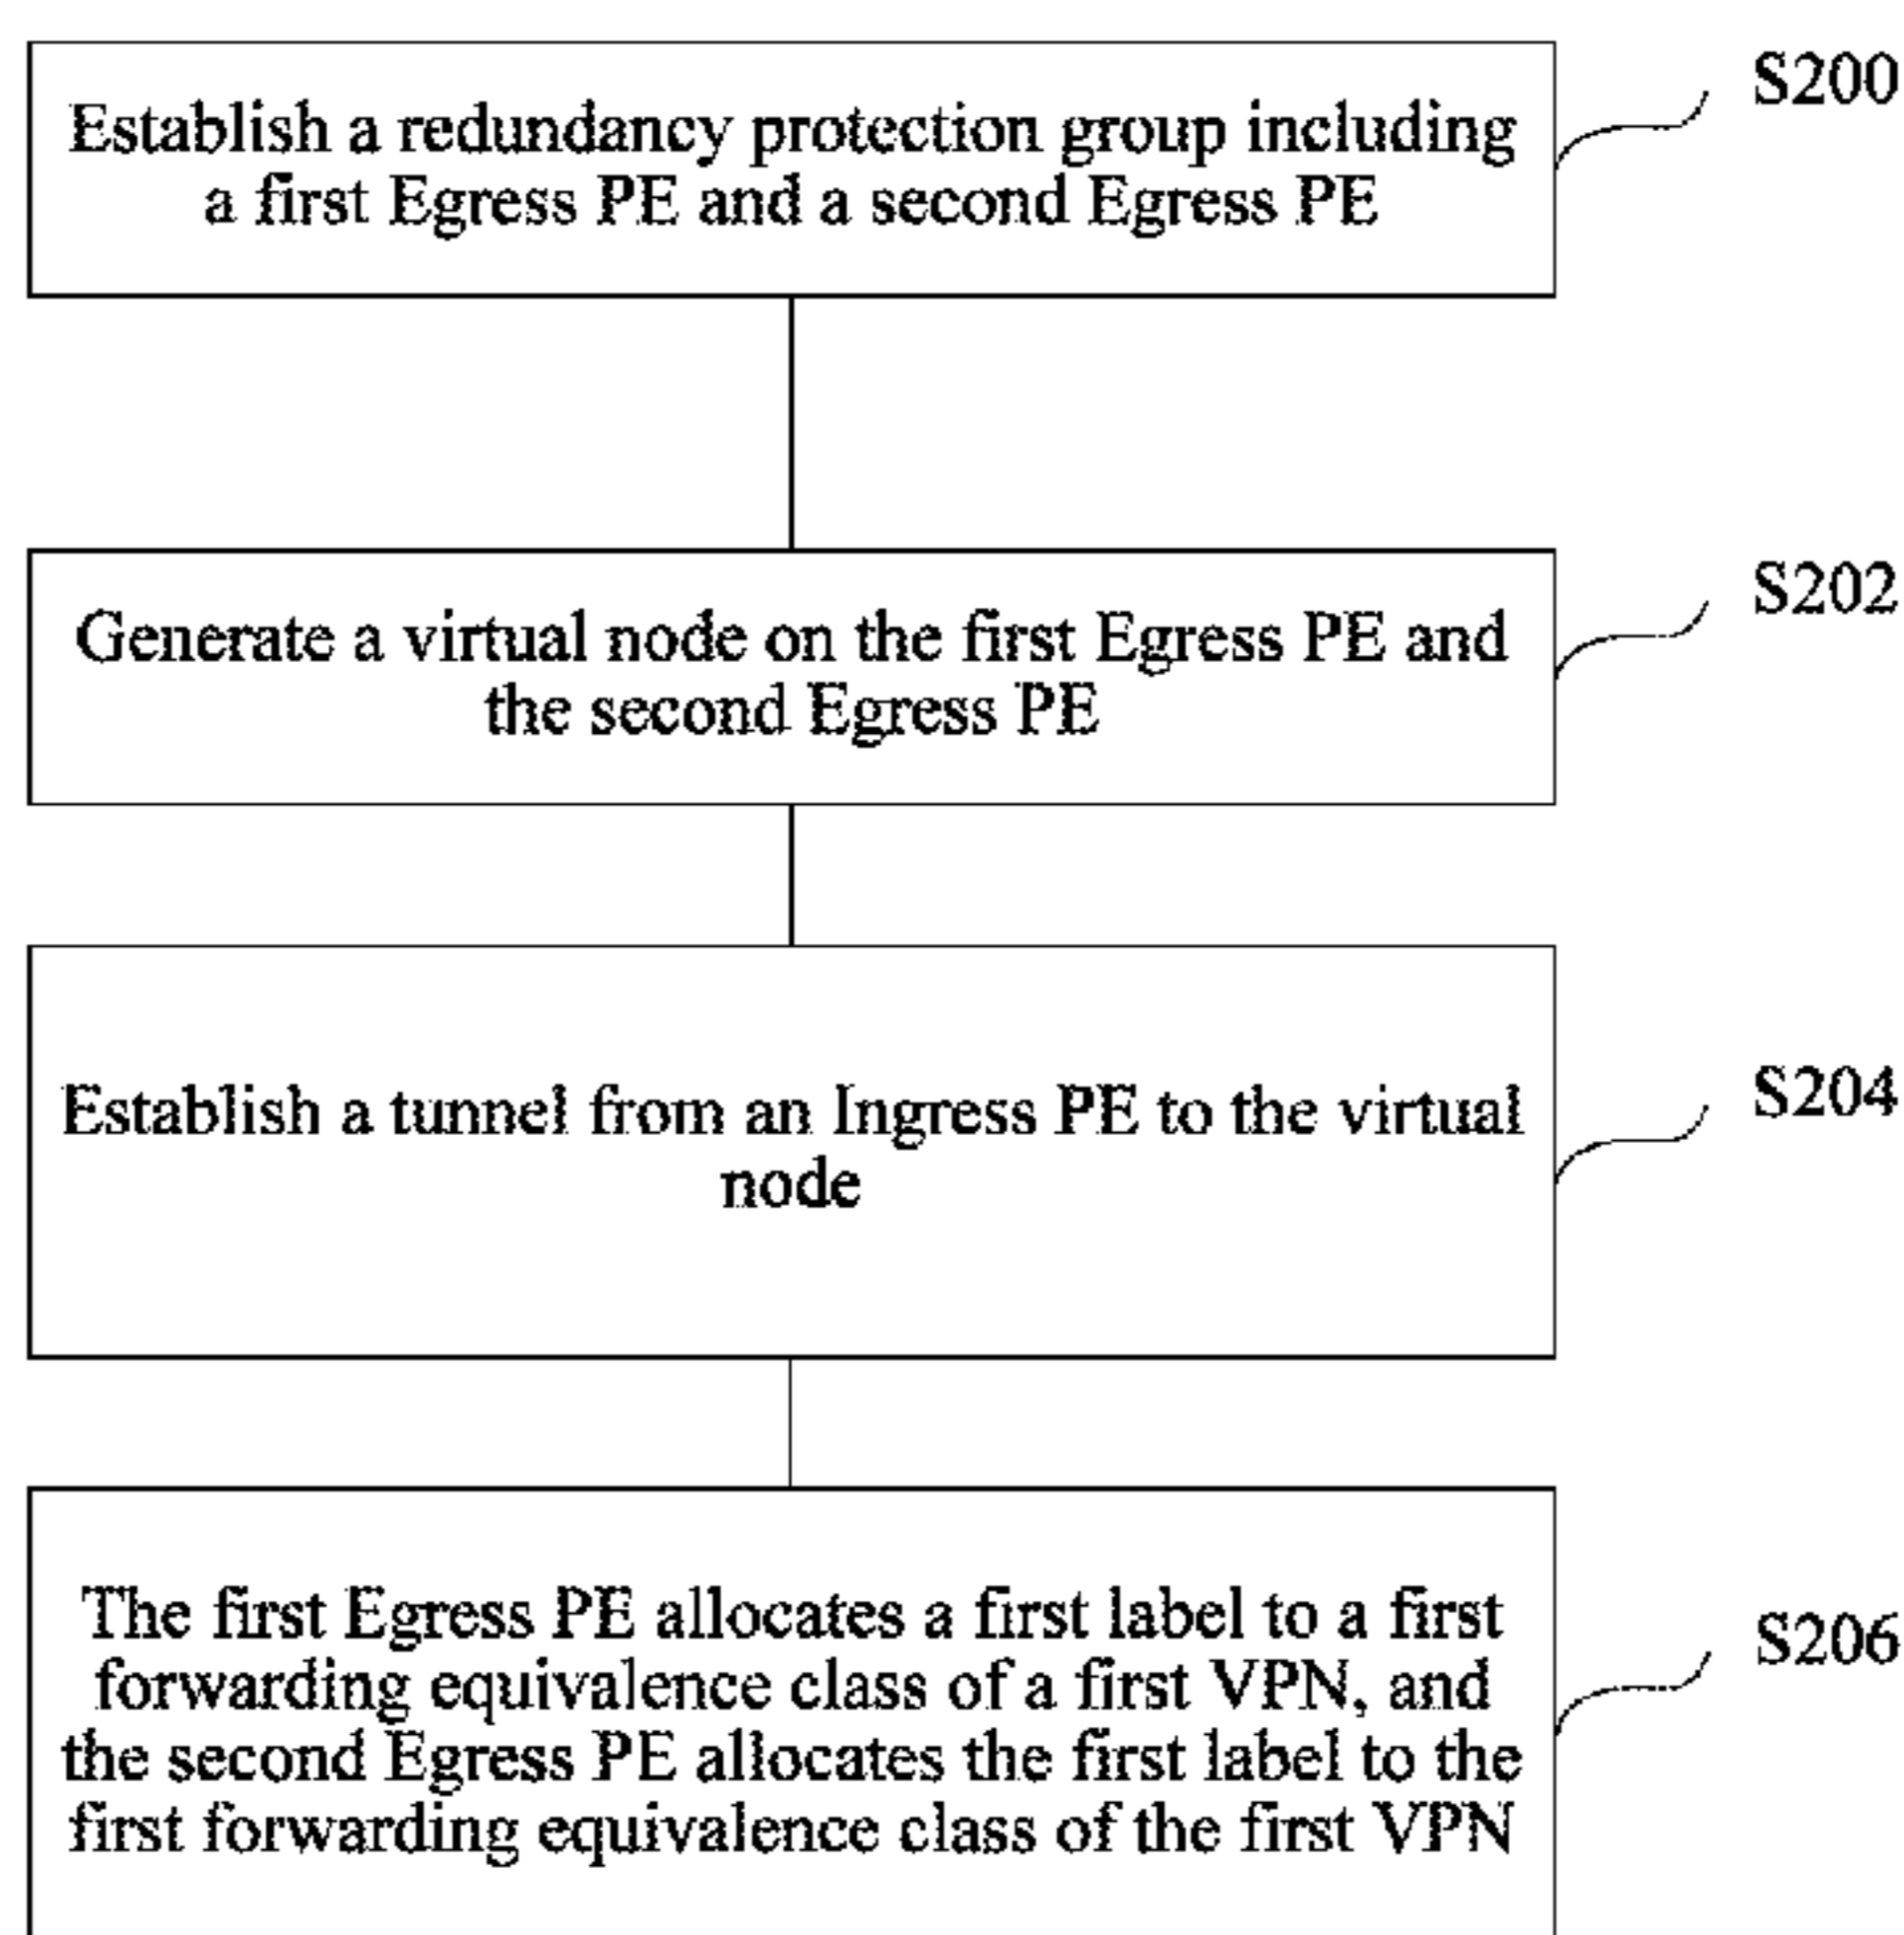 Establish a redundancy protection group including
a first Egress PE and a second Egress PE
S200
Generate a virtual node on the first Egress PE and
the second Egress PE
S202
Establish a tunnel from an Ingress PE to the virtual
node
S204
The first Egress PE allocates a first label to a first
forwarding equivalence class of a first VPN, and
the second Egress PE allocates the first label to the
first forwarding equivalence class of the first VPN
S206